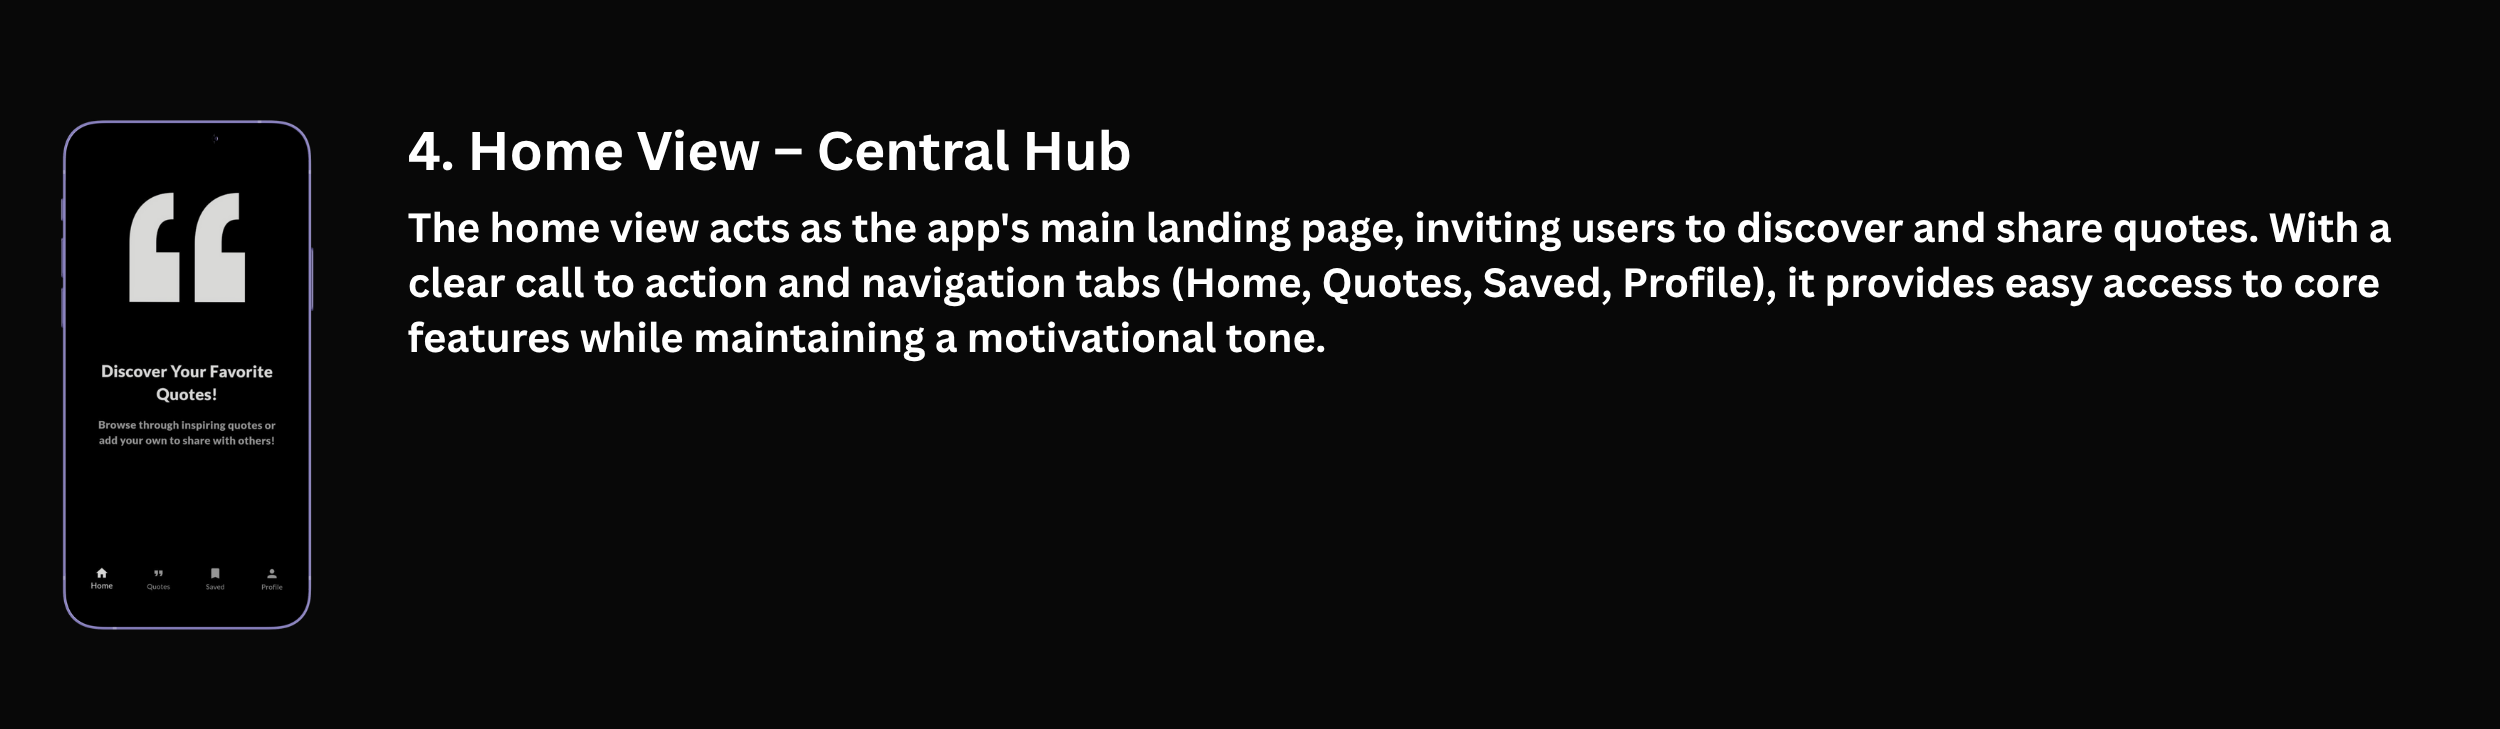 4. Home View – Central Hub
The home view acts as the app's main landing page, inviting users to discover and share quotes. With a
clear call to action and navigation tabs (Home, Quotes, Saved, Profile), it provides easy access to core
features while maintaining a motivational tone.
Discover Your Favorite
Quotes!
Browse through inspiring quotes or
add your own to share with others!
Home Quotes Saved Profile